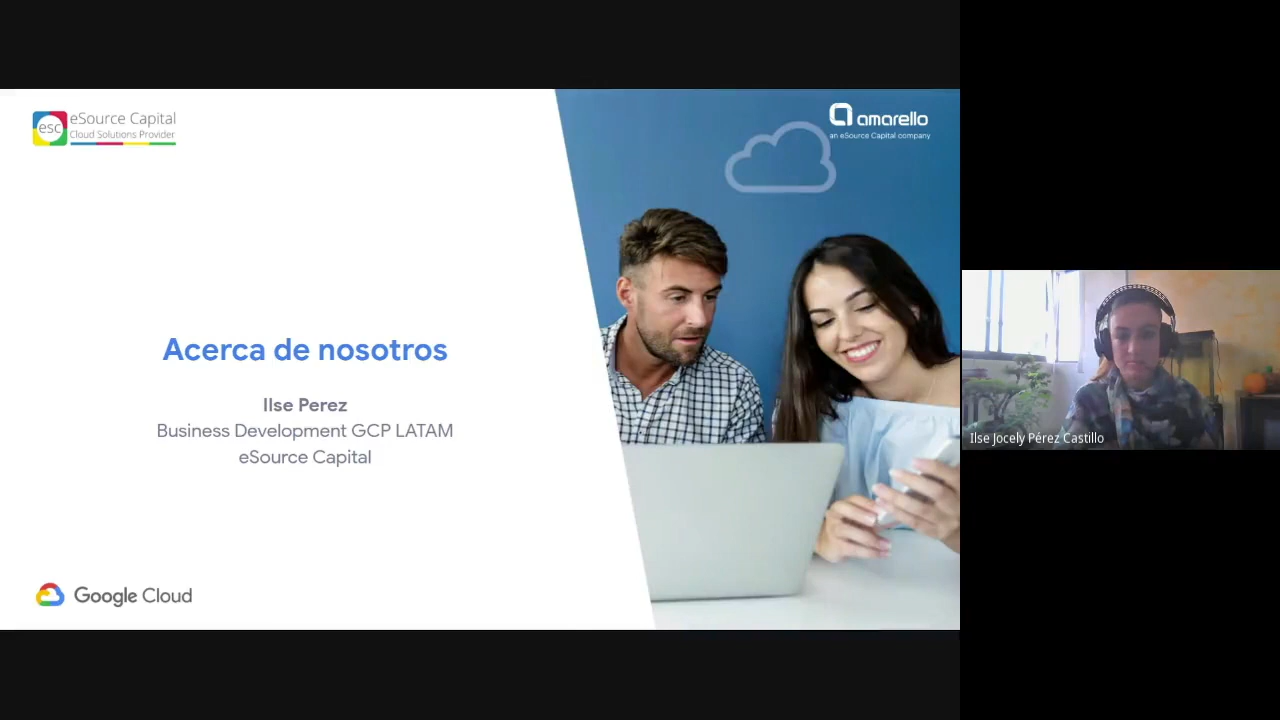 esc
eSource Capital
Cloud Solutions Provider
amarello
an eSource Capital company
Acerca de nosotros
Ilse Perez
Business Development GCP LATAM
eSource Capital
Google Cloud
Ilse Jocely Pérez Castillo